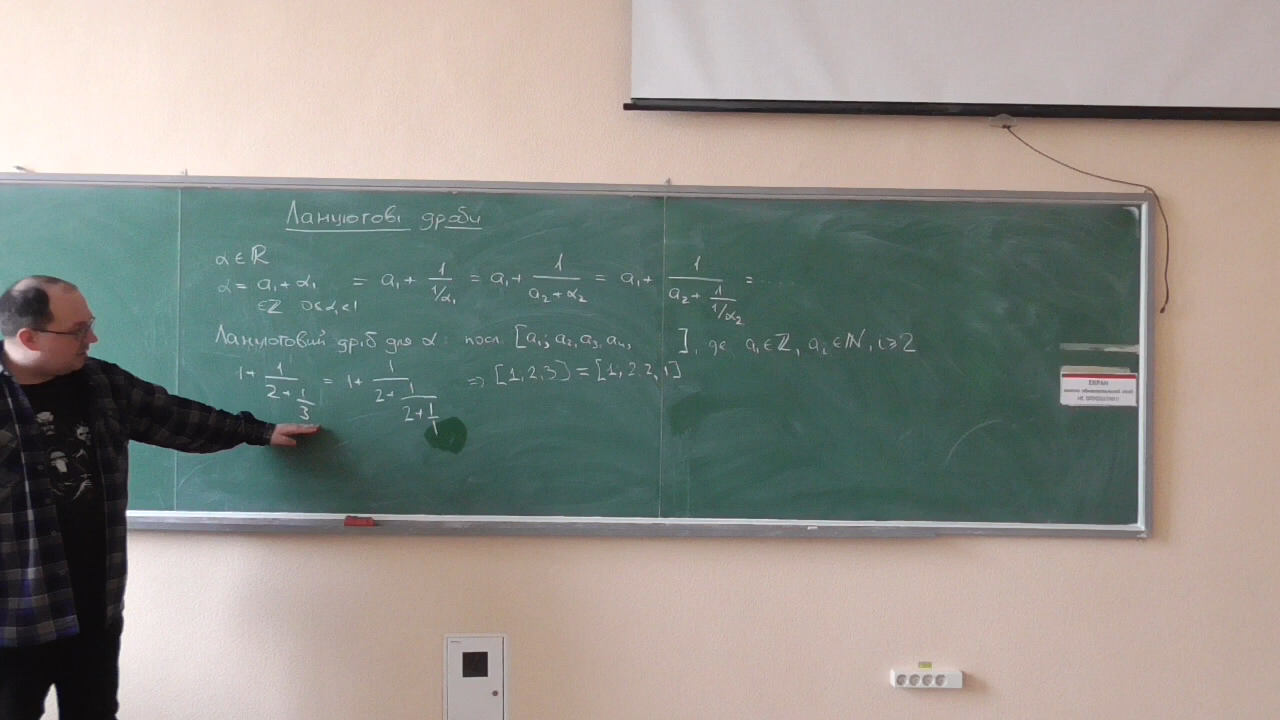 Ланцюгові дроби
α ∈ ℝ
α = a₁ + α₁ = a₁ + 1/(1/α₁) = a₁ + 1/(a₂ + α₂) = a₁ + 1/(a₂ + 1/(1/α₂)) = ...
∈ℤ 0≤α₁<1
Ланцюговий дріб для α: посл. [a₁; a₂, a₃, a₄, ], де a₁ ∈ ℤ, aᵢ ∈ ℕ, i ≥ 2
1 + 1/(2 + 1/3) = 1 + 1/(2 + 1/(2 + 1/1)) ⇒ [1, 2, 3] = [1, 2, 2, 1]
ЕКРАН